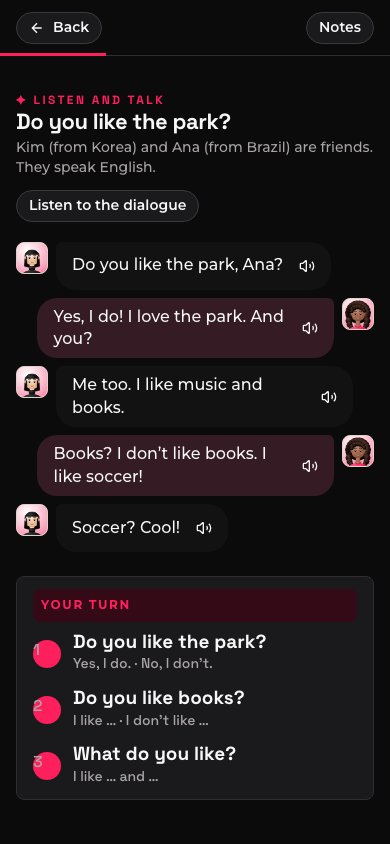 Back
Notes
LISTEN AND TALK
Do you like the park?
Kim (from Korea) and Ana (from Brazil) are friends.
They speak English.
Listen to the dialogue
Do you like the park, Ana?
Yes, I do! I love the park. And
you?
Me too. I like music and
books.
Books? I don’t like books. I
like soccer!
Soccer? Cool!
YOUR TURN
1
Do you like the park?
Yes, I do. · No, I don’t.
2
Do you like books?
I like … · I don’t like …
3
What do you like?
I like … and …